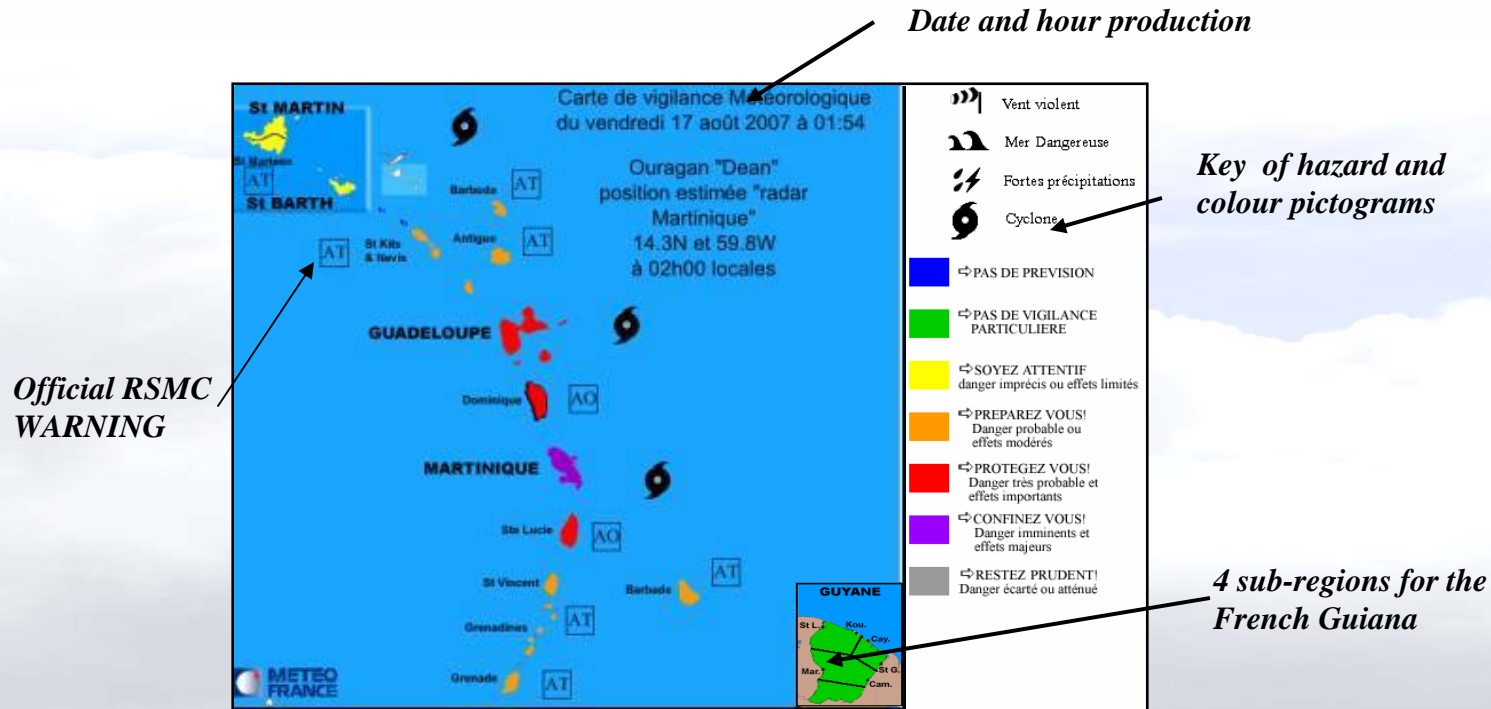 Date and hour production
St MARTIN
St Marteen
AT
St BARTH
Carte de vigilance Météorologique
du vendredi 17 août 2007 à 01:54
Ouragan "Dean"
position estimée "radar
Martinique"
14.3N et 59.8W
à 02h00 locales
Barbuda
AT
Antigue
AT
AT
St Kits
& Nevis
GUADELOUPE
Dominique
AO
MARTINIQUE
Ste Lucie
AO
St Vincent
Barbade
AT
Grenadines
AT
Grenade
AT
METEO
FRANCE
GUYANE
St L.
Kou.
Cay.
Mar.
St G.
Cam.
Vent violent
Mer Dangereuse
Fortes précipitations
Cyclone
⇨PAS DE PREVISION
⇨PAS DE VIGILANCE
PARTICULIERE
⇨SOYEZ ATTENTIF
danger imprécis ou effets limités
⇨PREPAREZ VOUS!
Danger probable ou
effets modérés
⇨PROTEGEZ VOUS!
Danger très probable et
effets importants
⇨CONFINEZ VOUS!
Danger imminents et
effets majeurs
⇨RESTEZ PRUDENT!
Danger écarté ou atténué
Key of hazard and
colour pictograms
Official RSMC
WARNING
4 sub-regions for the
French Guiana